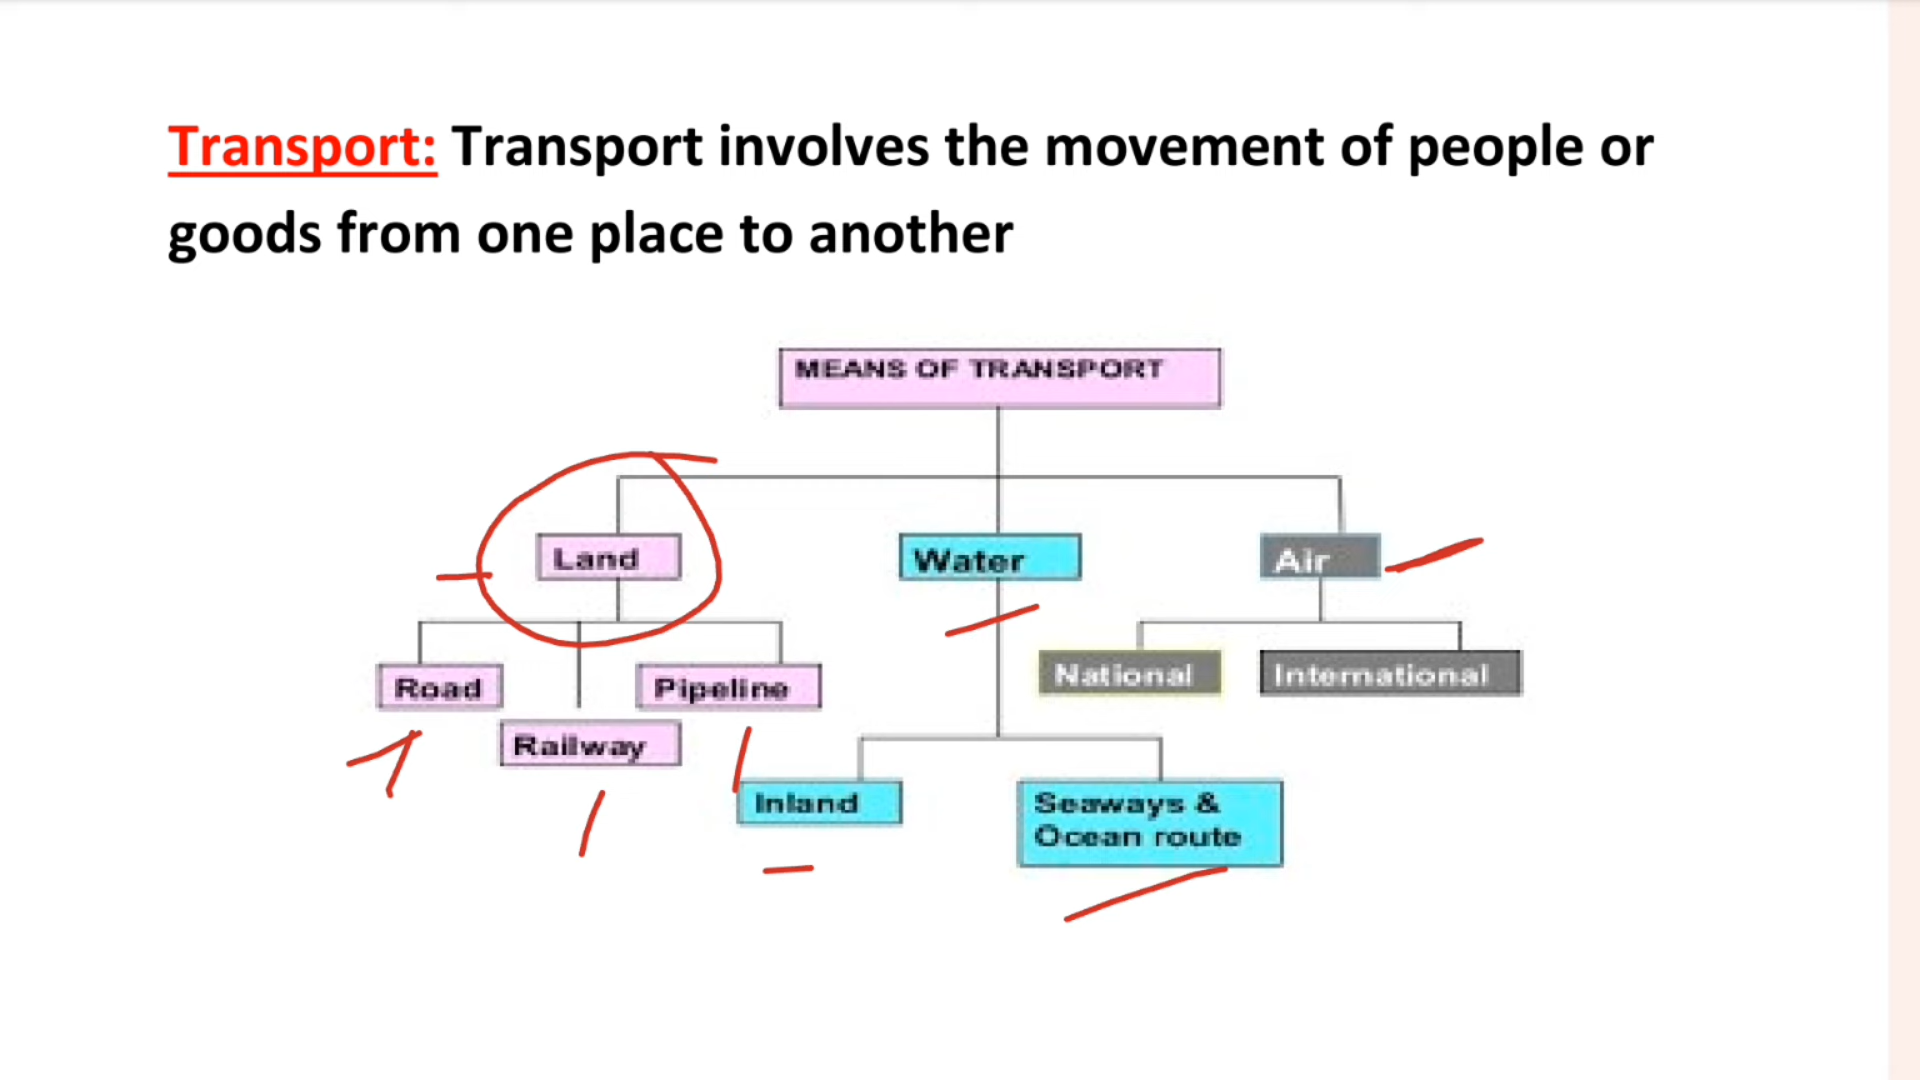 Transport: Transport involves the movement of people or
goods from one place to another
MEANS OF TRANSPORT
Land
Water
Air
Road
Railway
Pipeline
National
International
Inland
Seaways &
Ocean route